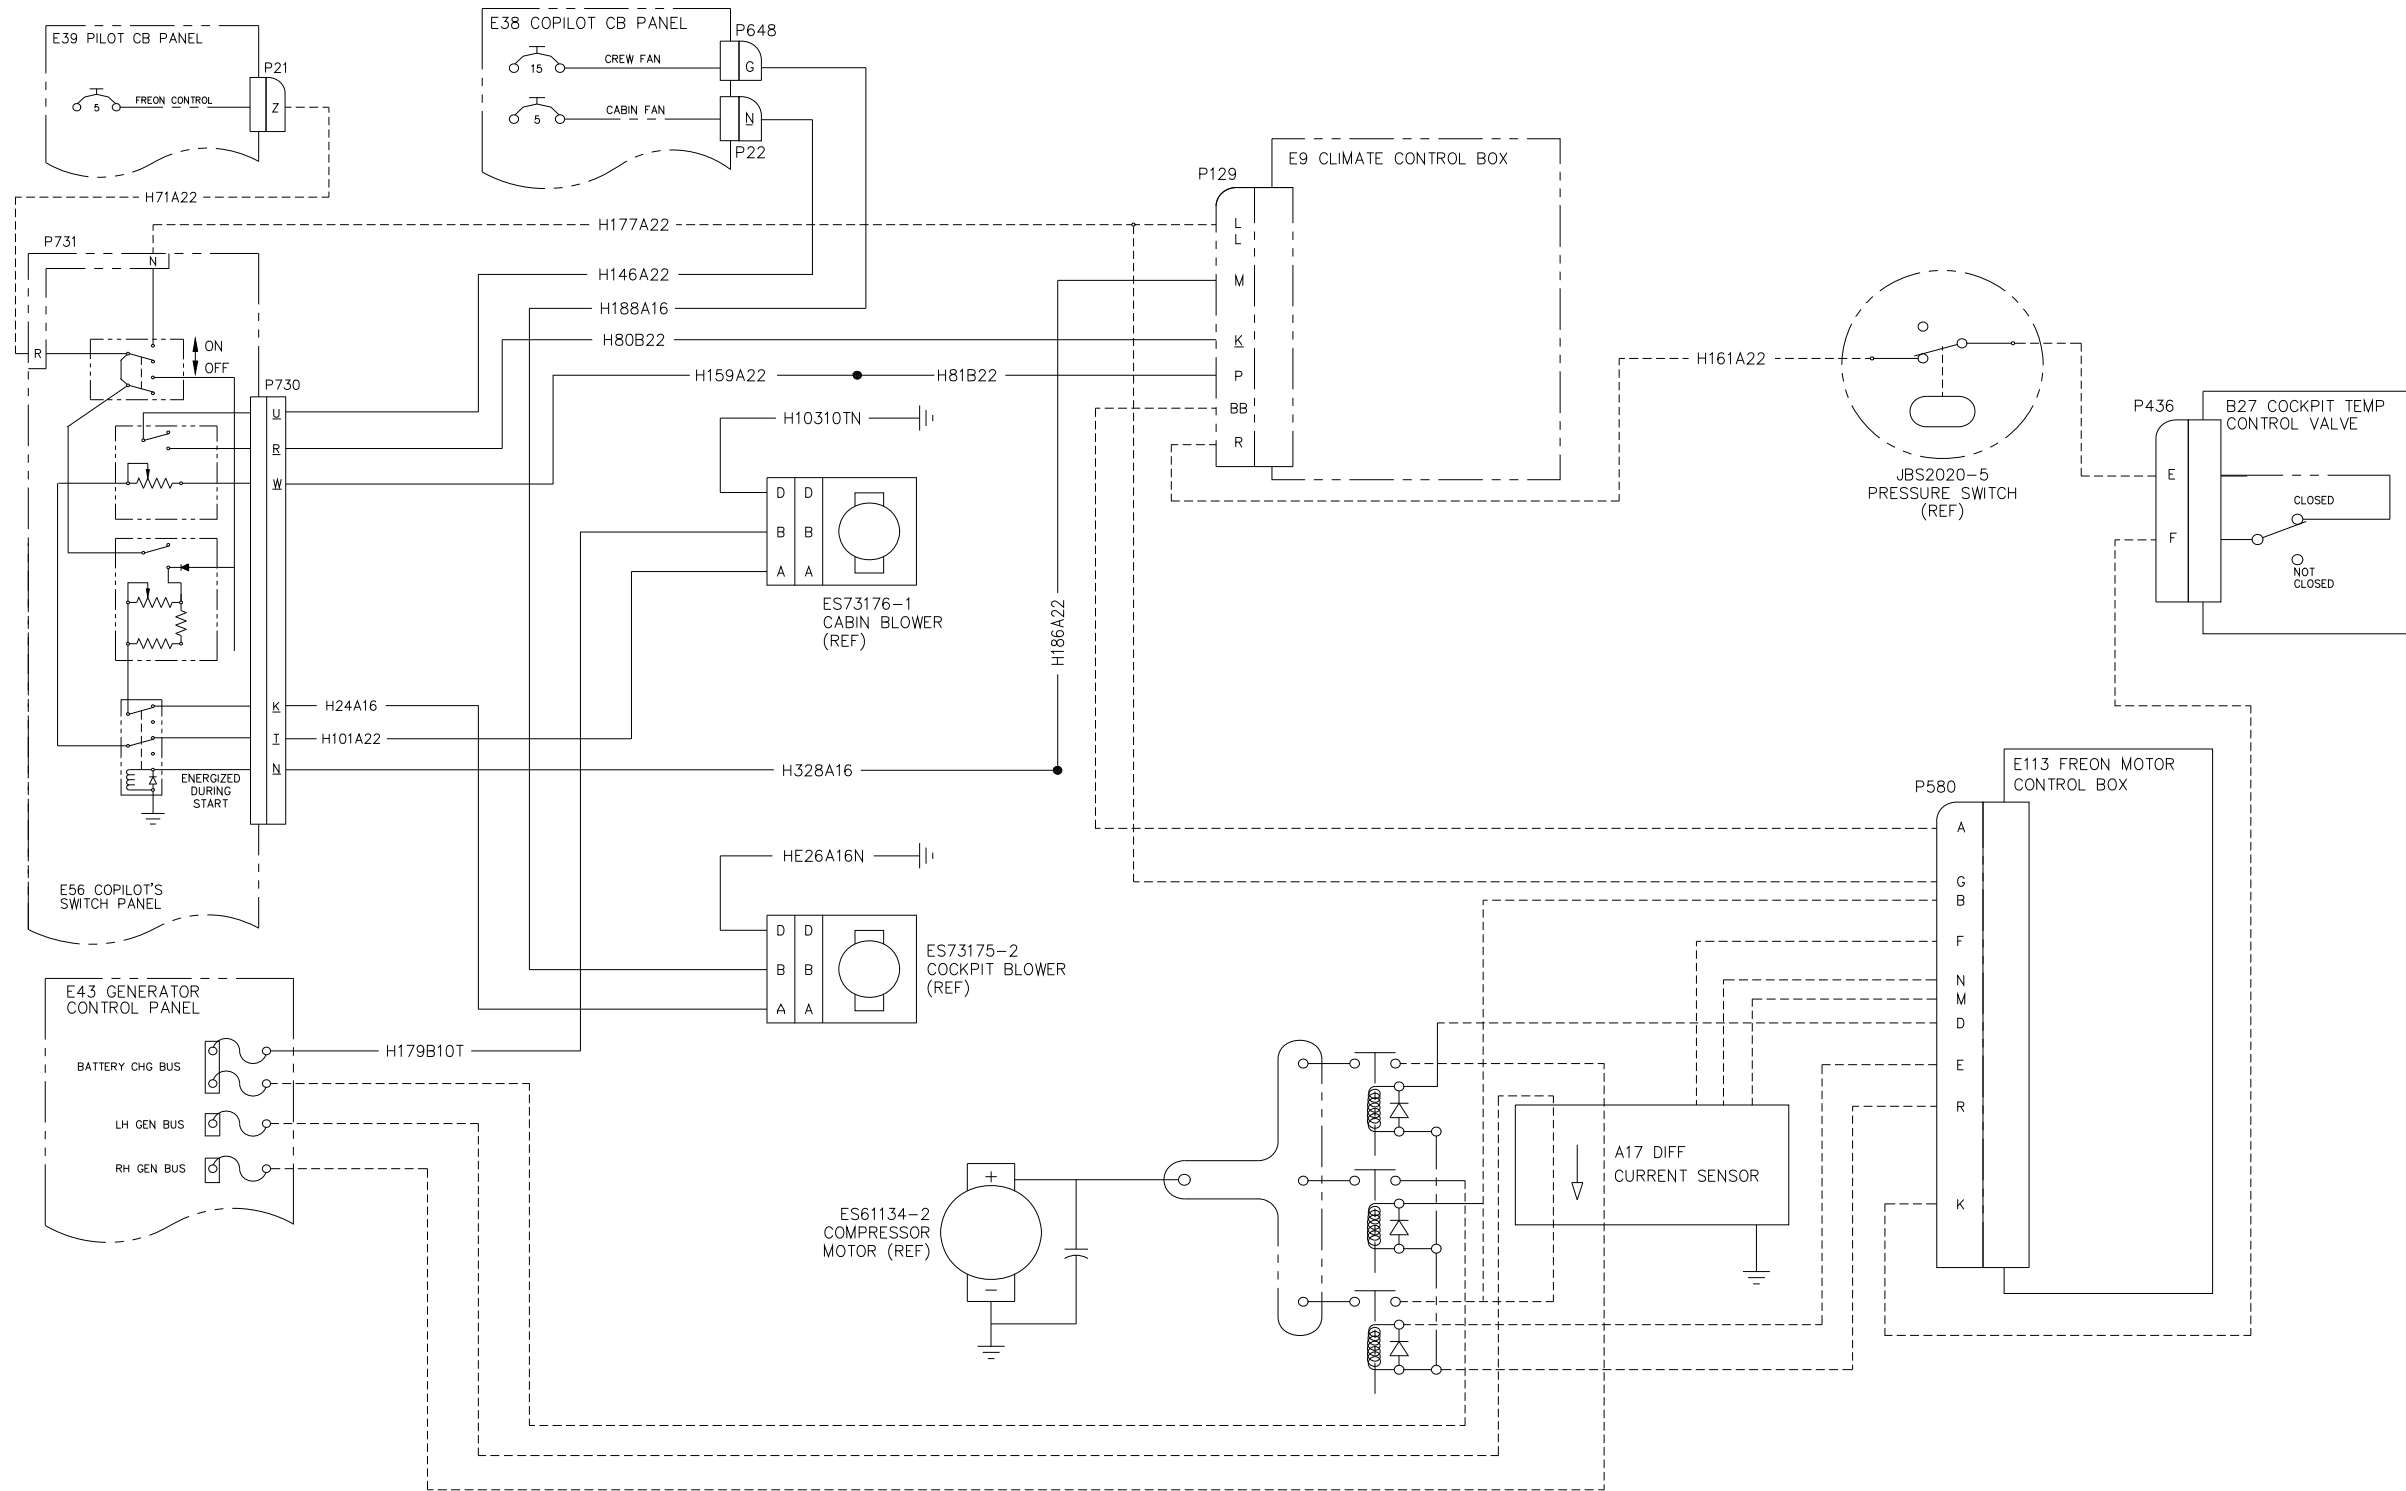 E39 PILOT CB PANEL
P21
5
FREON CONTROL
Z
H71A22
E38 COPILOT CB PANEL
P648
15
CREW FAN
G
5
CABIN FAN
N
P22
E9 CLIMATE CONTROL BOX
P129
L
L
M
K
P
BB
R
H177A22
H146A22
H188A16
H80B22
H159A22
H81B22
H161A22
JBS2020-5
PRESSURE SWITCH
(REF)
P436
B27 COCKPIT TEMP
CONTROL VALVE
E
F
CLOSED
NOT
CLOSED
P731
N
R
ON
OFF
P730
U
R
W
K
T
N
ENERGIZED
DURING
START
E56 COPILOT'S
SWITCH PANEL
H10310TN
D D
B B
A A
ES73176-1
CABIN BLOWER
(REF)
H186A22
H24A16
H101A22
H328A16
HE26A16N
D D
B B
A A
ES73175-2
COCKPIT BLOWER
(REF)
E43 GENERATOR
CONTROL PANEL
BATTERY CHG BUS
LH GEN BUS
RH GEN BUS
H179B10T
E113 FREON MOTOR
CONTROL BOX
P580
A
G
B
F
N
M
D
E
R
K
A17 DIFF
CURRENT SENSOR
ES61134-2
COMPRESSOR
MOTOR (REF)
+
-